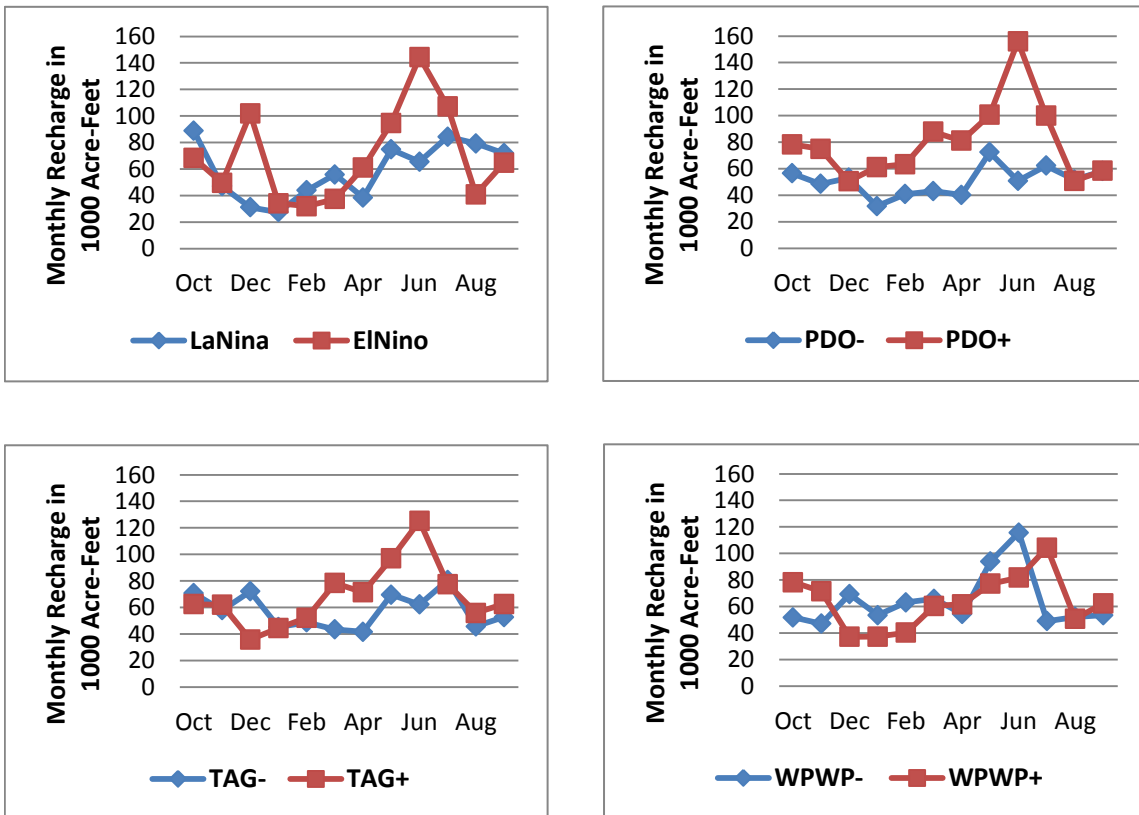 Monthly Recharge in
1000 Acre-Feet
160
140
120
100
80
60
40
20
0
Oct Dec Feb Apr Jun Aug
LaNina ElNino
Monthly Recharge in
1000 Acre-Feet
160
140
120
100
80
60
40
20
0
Oct Dec Feb Apr Jun Aug
PDO- PDO+
Monthly Recharge in
1000 Acre-Feet
160
140
120
100
80
60
40
20
0
Oct Dec Feb Apr Jun Aug
TAG- TAG+
Monthly Recharge in
1000 Acre-Feet
160
140
120
100
80
60
40
20
0
Oct Dec Feb Apr Jun Aug
WPWP- WPWP+